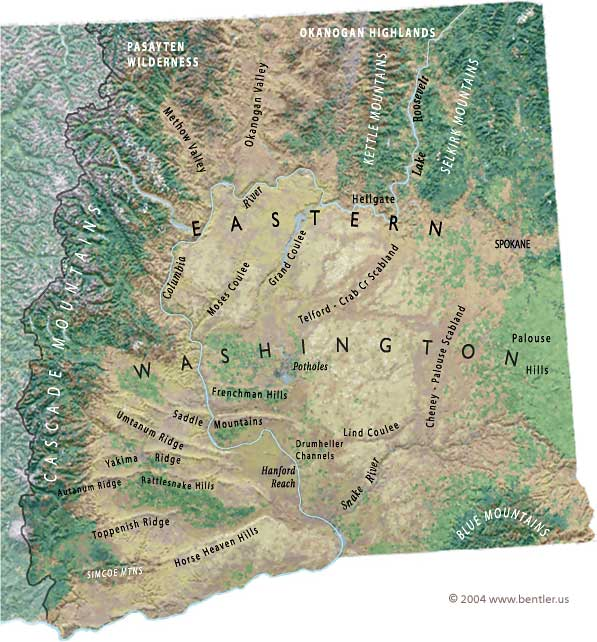 OKANOGAN HIGHLANDS
PASAYTEN
WILDERNESS
KETTLE MOUNTAINS
SELKIRK MOUNTAINS
Lake Roosevelt
Okanogan Valley
Methow Valley
Hellgate
River
EASTERN
SPOKANE
CASCADE MOUNTAINS
Columbia
Moses Coulee
Grand Coulee
Telford - Crab Cr Scabland
Cheney - Palouse Scabland
WASHINGTON
Palouse
Hills
Potholes
Frenchman Hills
Saddle Mountains
Umtanum Ridge
Lind Coulee
Drumheller
Channels
Yakima Ridge
Hanford
Reach
Snake River
Autanum Ridge
Rattlesnake Hills
Toppenish Ridge
BLUE MOUNTAINS
Horse Heaven Hills
SIMCOE MTNS
© 2004 www.bentler.us